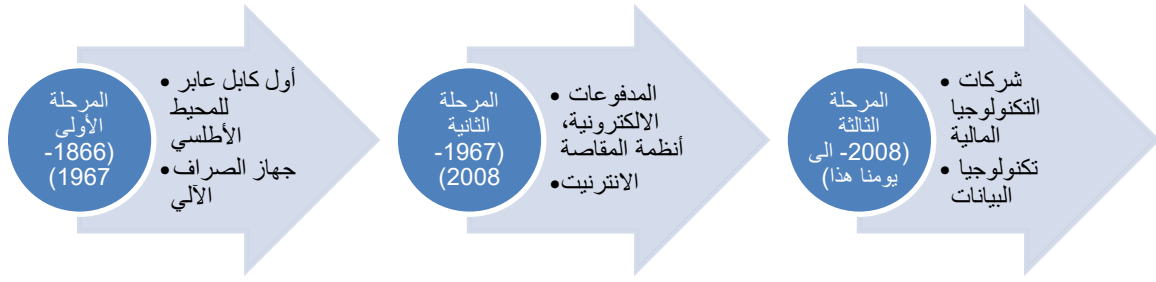 المرحلة
الأولى
(1866-
1967)
• أول كابل عابر
للمحيط
الأطلسي
• جهاز الصراف
الآلي
المرحلة
الثانية
(1967-
2008)
• المدفوعات
الالكترونية،
أنظمة المقاصة
• الانترنيت
المرحلة
الثالثة
(2008- الى
يومنا هذا)
• شركات
التكنولوجيا
المالية
• تكنولوجيا
البيانات